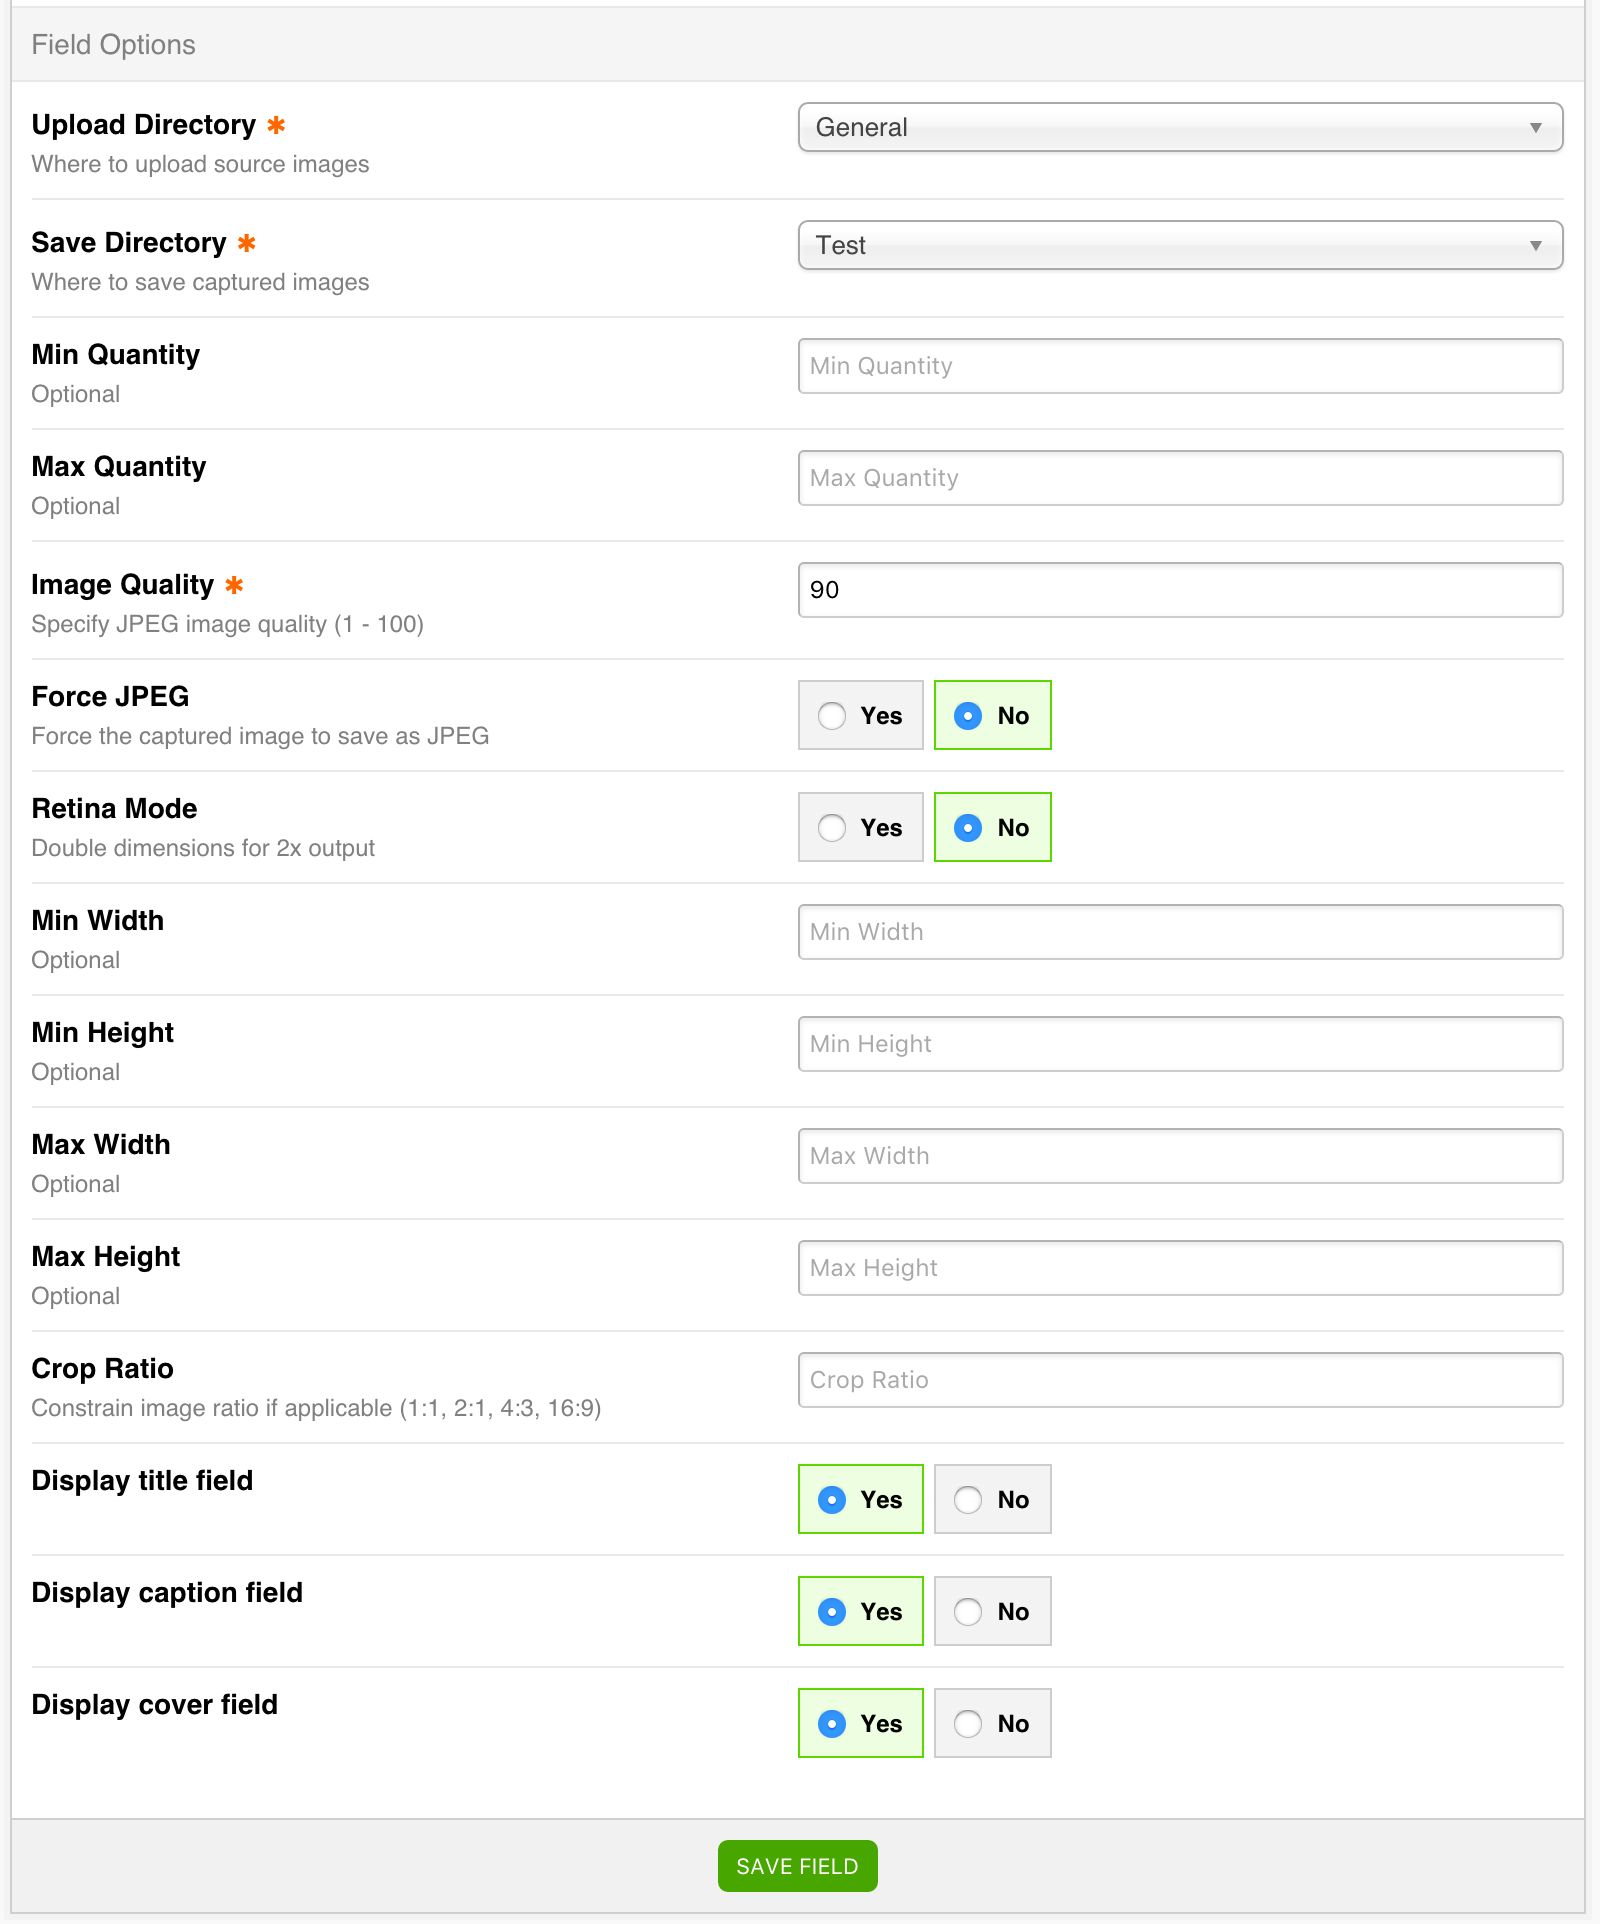 Field Options
Upload Directory ✱
General ▼
Where to upload source images
Save Directory ✱
Test ▼
Where to save captured images
Min Quantity
Min Quantity
Optional
Max Quantity
Max Quantity
Optional
Image Quality ✱
90
Specify JPEG image quality (1 - 100)
Force JPEG
Yes No
Force the captured image to save as JPEG
Retina Mode
Yes No
Double dimensions for 2x output
Min Width
Min Width
Optional
Min Height
Min Height
Optional
Max Width
Max Width
Optional
Max Height
Max Height
Optional
Crop Ratio
Crop Ratio
Constrain image ratio if applicable (1:1, 2:1, 4:3, 16:9)
Display title field
Yes No
Display caption field
Yes No
Display cover field
Yes No
SAVE FIELD